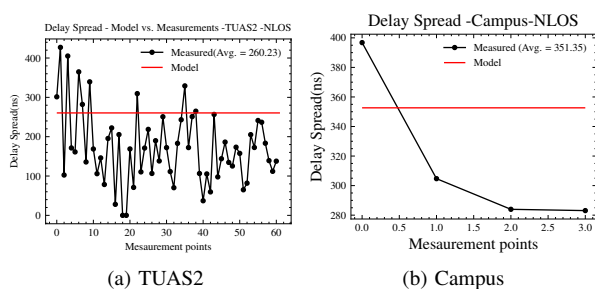 Delay Spread - Model vs. Measurements -TUAS2 -NLOS
Measured(Avg. = 260.23)
Model
Delay Spread(ns)
400
300
200
100
0
0 10 20 30 40 50 60
Mesaurement points
(a) TUAS2
Delay Spread -Campus-NLOS
Measured (Avg. = 351.35)
Model
Delay Spread(ns)
400
380
360
340
320
300
280
0.0 0.5 1.0 1.5 2.0 2.5 3.0
Mesaurement points
(b) Campus